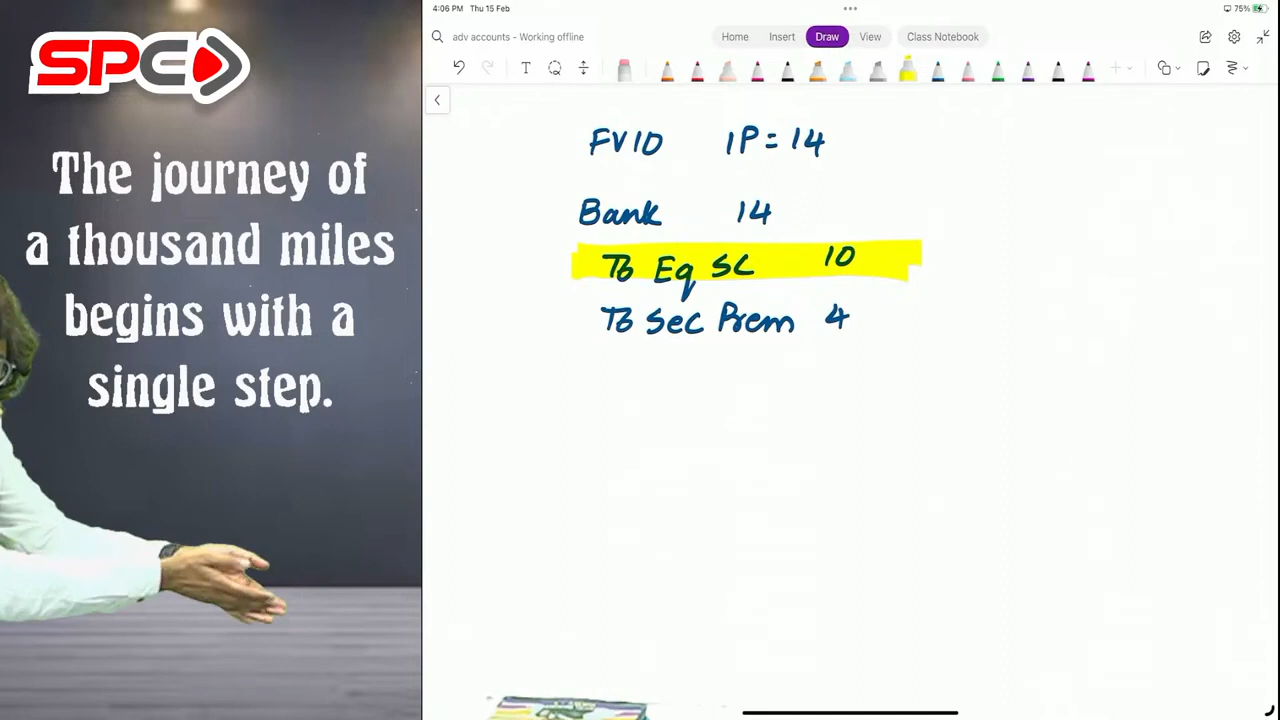 4:06 PM Thu 15 Feb
75%
adv accounts - Working offline
Home Insert Draw View Class Notebook
SPE
The journey of
a thousand miles
begins with a
single step.
FV10 IP = 14
Bank 14
To Eq SC 10
To Sec Prem 4